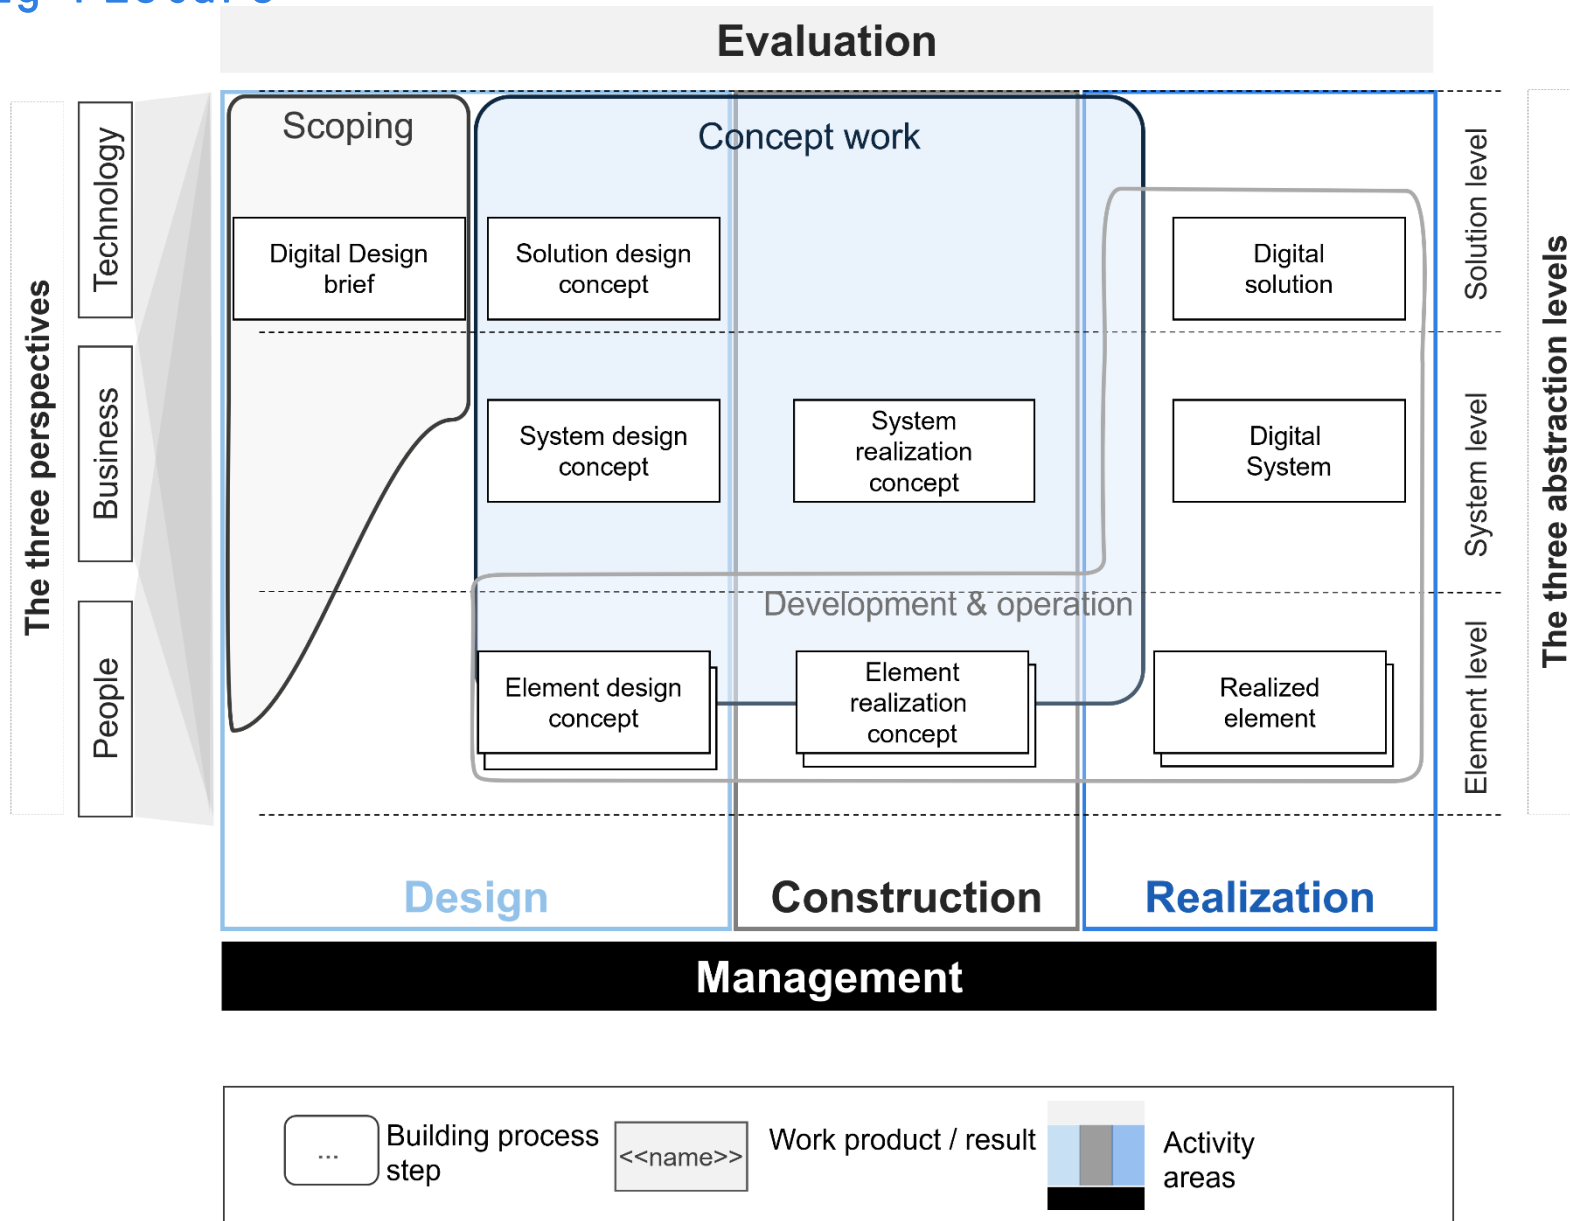 Evaluation
Scoping
Concept work
The three perspectives
Technology
Business
People
Digital Design
brief
Solution design
concept
Digital
solution
System design
concept
System
realization
concept
Digital
System
Development & operation
Element design
concept
Element
realization
concept
Realized
element
Solution level
System level
Element level
The three abstraction levels
Design
Construction
Realization
Management
...
Building process
step
<<name>>
Work product / result
Activity
areas